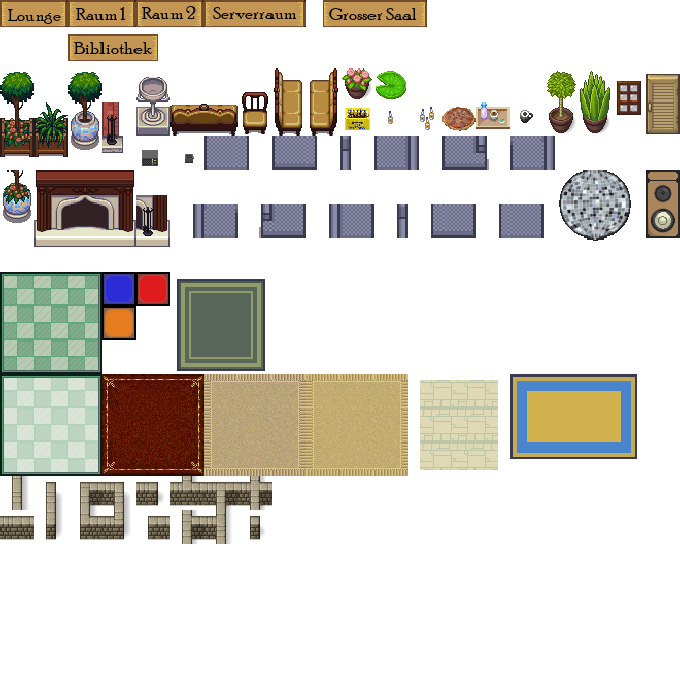 Lounge
Raum 1
Raum 2
Serverraum
Grosser Saal
Bibliothek